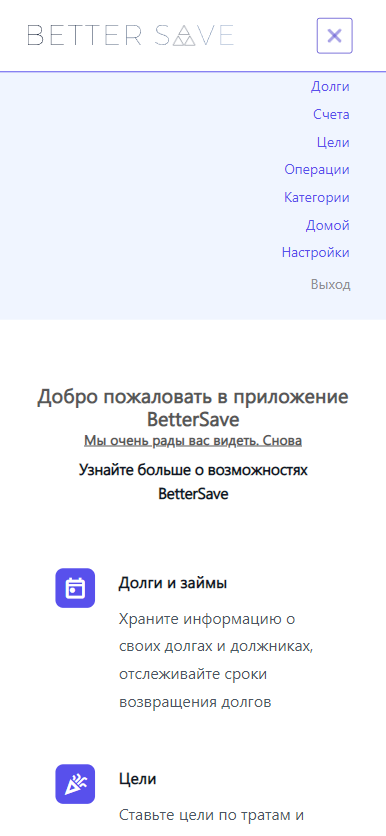 BETTER SAVE
Долги
Счета
Цели
Операции
Категории
Домой
Настройки
Выход
Добро пожаловать в приложение
BetterSave
Мы очень рады вас видеть. Снова
Узнайте больше о возможностях
BetterSave
Долги и займы
Храните информацию о
своих долгах и должниках,
отслеживайте сроки
возвращения долгов
Цели
Ставьте цели по тратам и